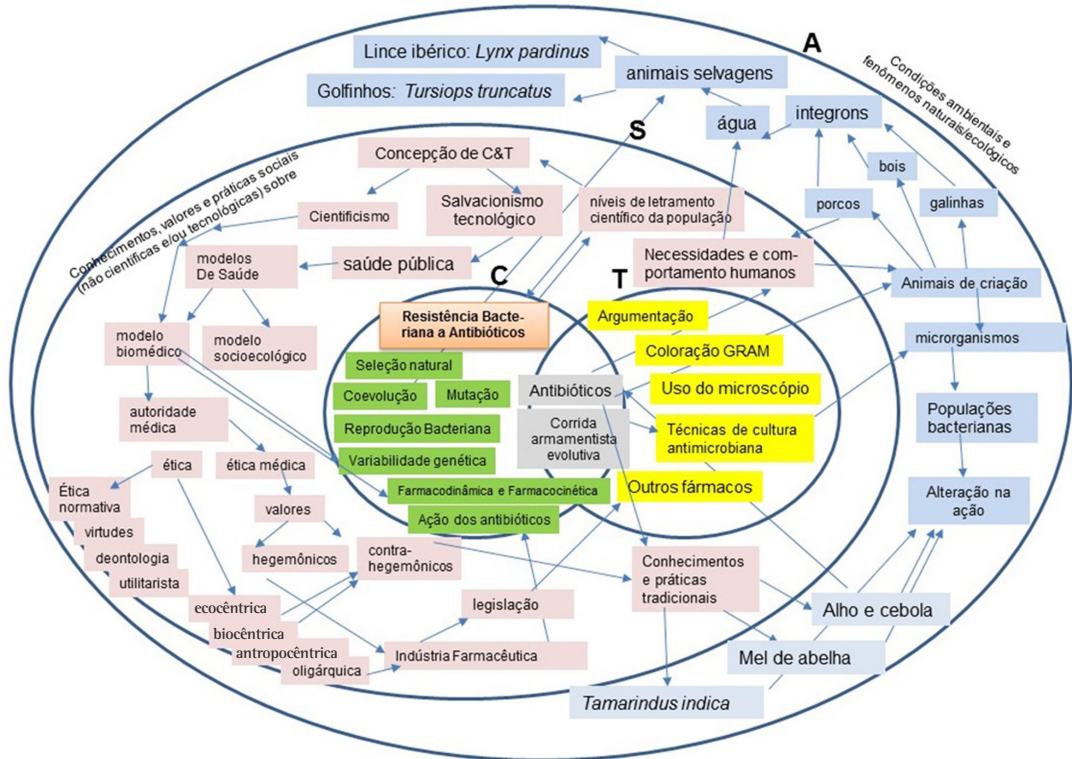 A
Condições ambientais e
fenômenos naturais/ecológicos
Lince ibérico: Lynx pardinus
animais selvagens
Golfinhos: Tursiops truncatus
água
integrons
bois
porcos
galinhas
Animais de criação
microrganismos
Populações
bacterianas
Alteração na
ação
S
Conhecimentos, valores e práticas sociais
(não científicas e/ou tecnológicas) sobre
Concepção de C&T
Cientificismo
Salvacionismo
tecnológico
níveis de letramento
científico da população
Necessidades e com-
portamento humanos
modelos
De Saúde
saúde pública
modelo
biomédico
modelo
socioecológico
autoridade
médica
ética
ética médica
Ética
normativa
virtudes
deontologia
utilitarista
valores
hegemônicos
contra-
hegemônicos
ecocêntrica
biocêntrica
antropocêntrica
oligárquica
legislação
Indústria Farmacêutica
Conhecimentos
e práticas
tradicionais
C
Resistência Bacte-
riana a Antibióticos
Seleção natural
Coevolução
Mutação
Reprodução Bacteriana
Variabilidade genética
Farmacodinâmica e Farmacocinética
Ação dos antibióticos
T
Argumentação
Coloração GRAM
Uso do microscópio
Antibióticos
Corrida
armamentista
evolutiva
Técnicas de cultura
antimicrobiana
Outros fármacos
Alho e cebola
Mel de abelha
Tamarindus indica